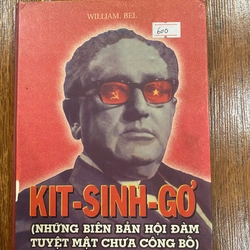 WILLIAM. BEL
600
KIT-SINH-GƠ
(NHỮNG BIÊN BẢN HỘI ĐÀM
TUYỆT MẬT CHƯA CÔNG BỐ)